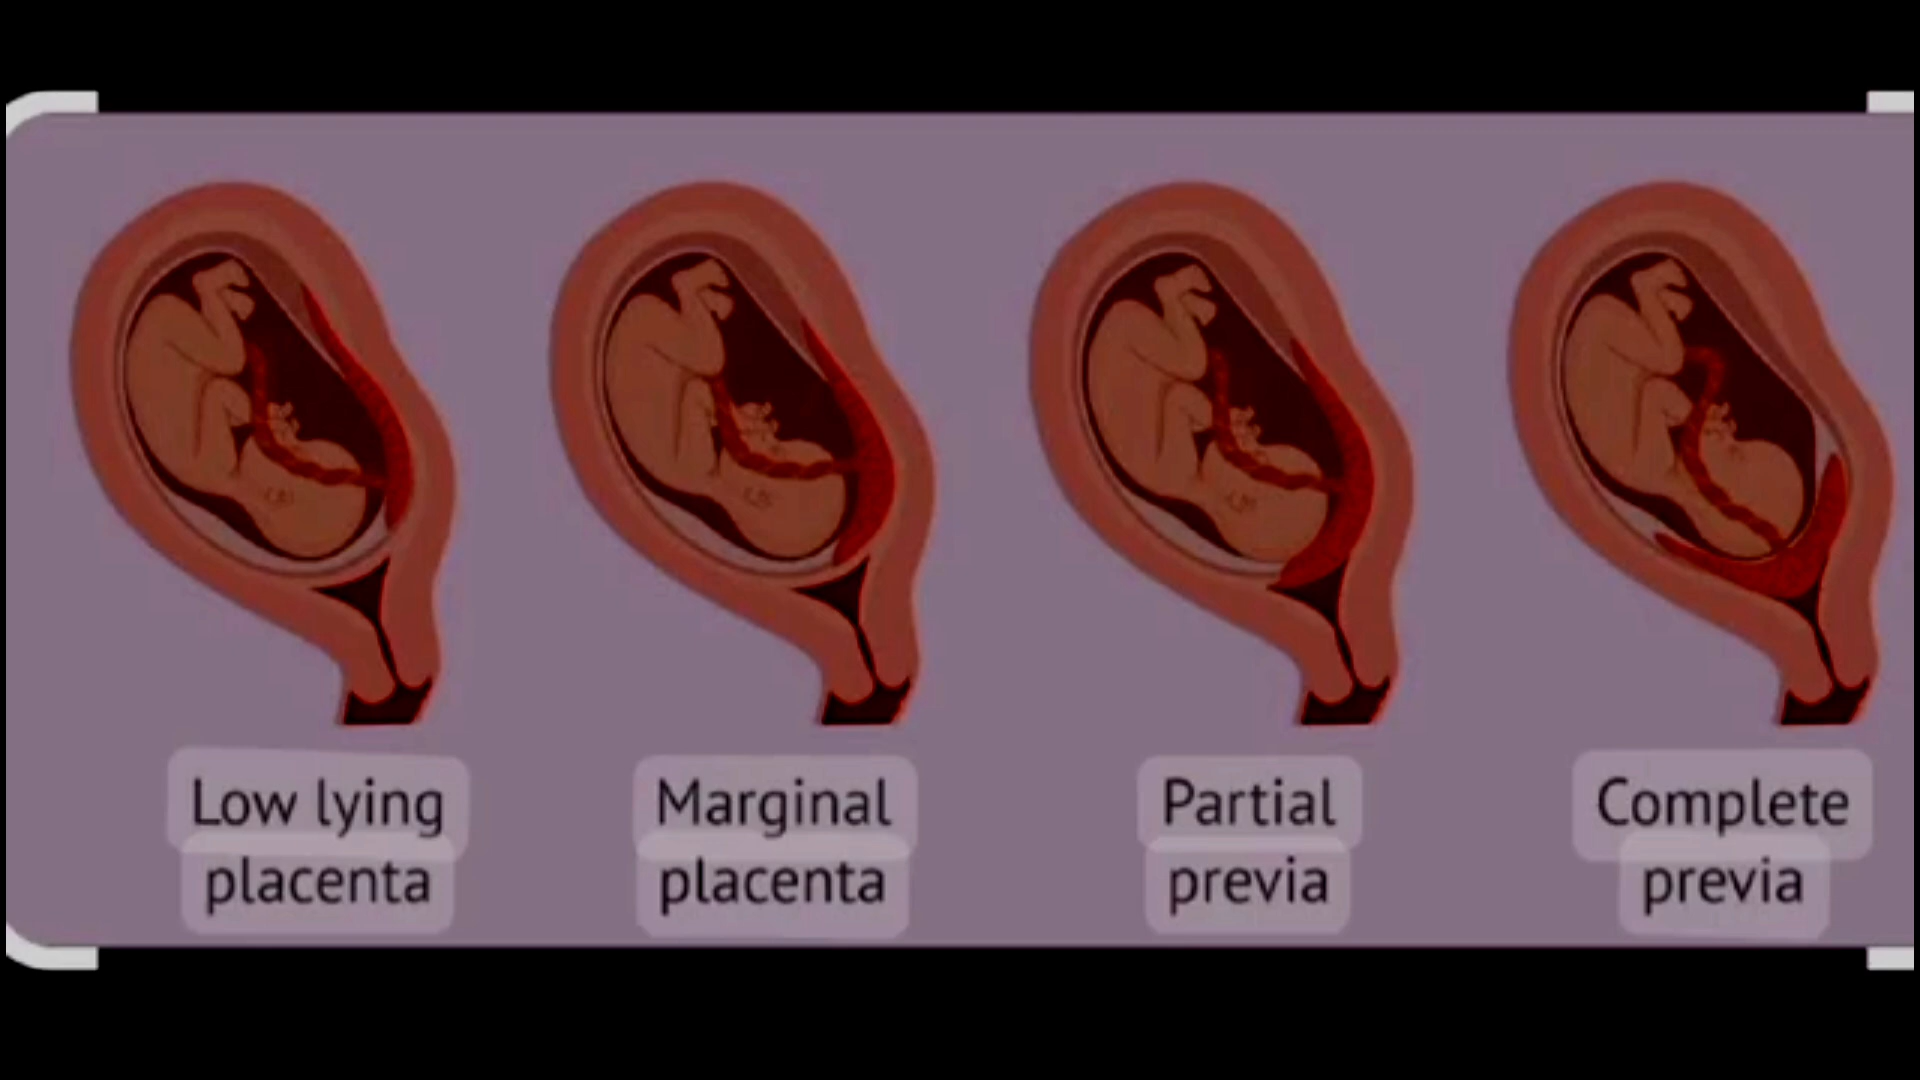 Low lying
placenta
Marginal
placenta
Partial
previa
Complete
previa